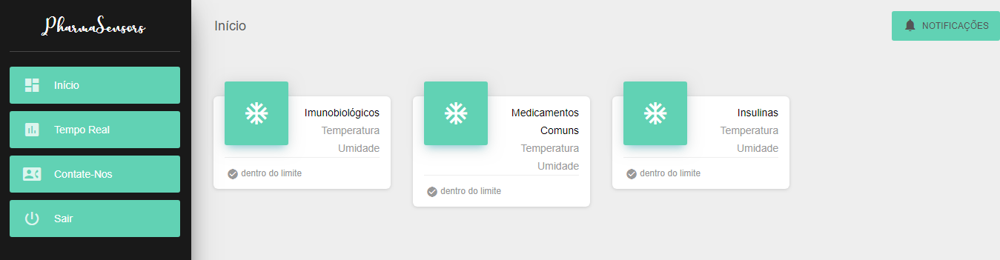 PharmaSensors
Início
Tempo Real
Contate-Nos
Sair
Início
NOTIFICAÇÕES
Imunobiológicos
Temperatura
Umidade
dentro do limite
Medicamentos
Comuns
Temperatura
Umidade
dentro do limite
Insulinas
Temperatura
Umidade
dentro do limite